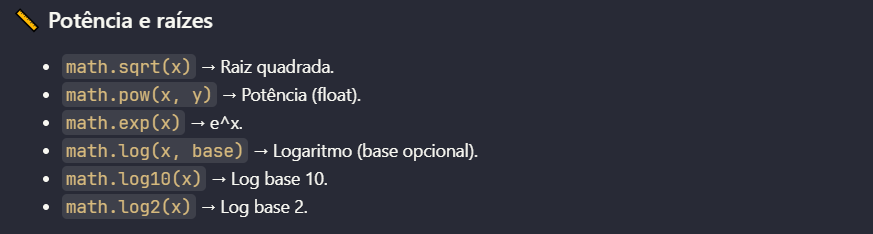 📏 Potência e raízes
• math.sqrt(x) → Raiz quadrada.
• math.pow(x, y) → Potência (float).
• math.exp(x) → e^x.
• math.log(x, base) → Logaritmo (base opcional).
• math.log10(x) → Log base 10.
• math.log2(x) → Log base 2.